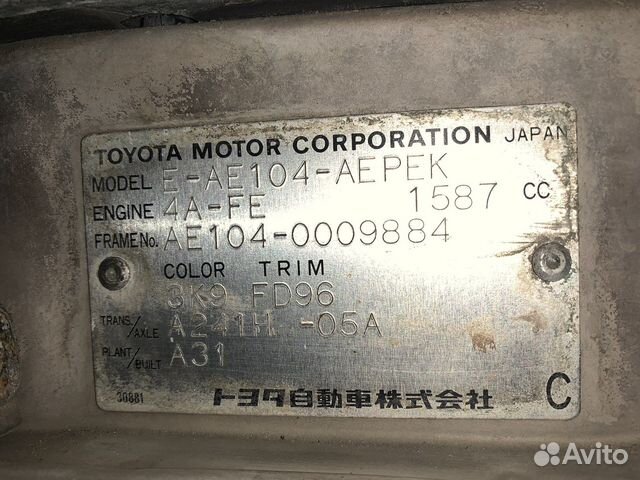 TOYOTA MOTOR CORPORATION JAPAN
MODEL E-AE104-AEPEK
ENGINE 4A-FE 1587 CC
FRAME No. AE104-0009884
COLOR TRIM
3K9 FD96
TRANS./AXLE A241H -05A
PLANT/BUILT A31
30881
トヨタ自動車株式会社
C
Avito